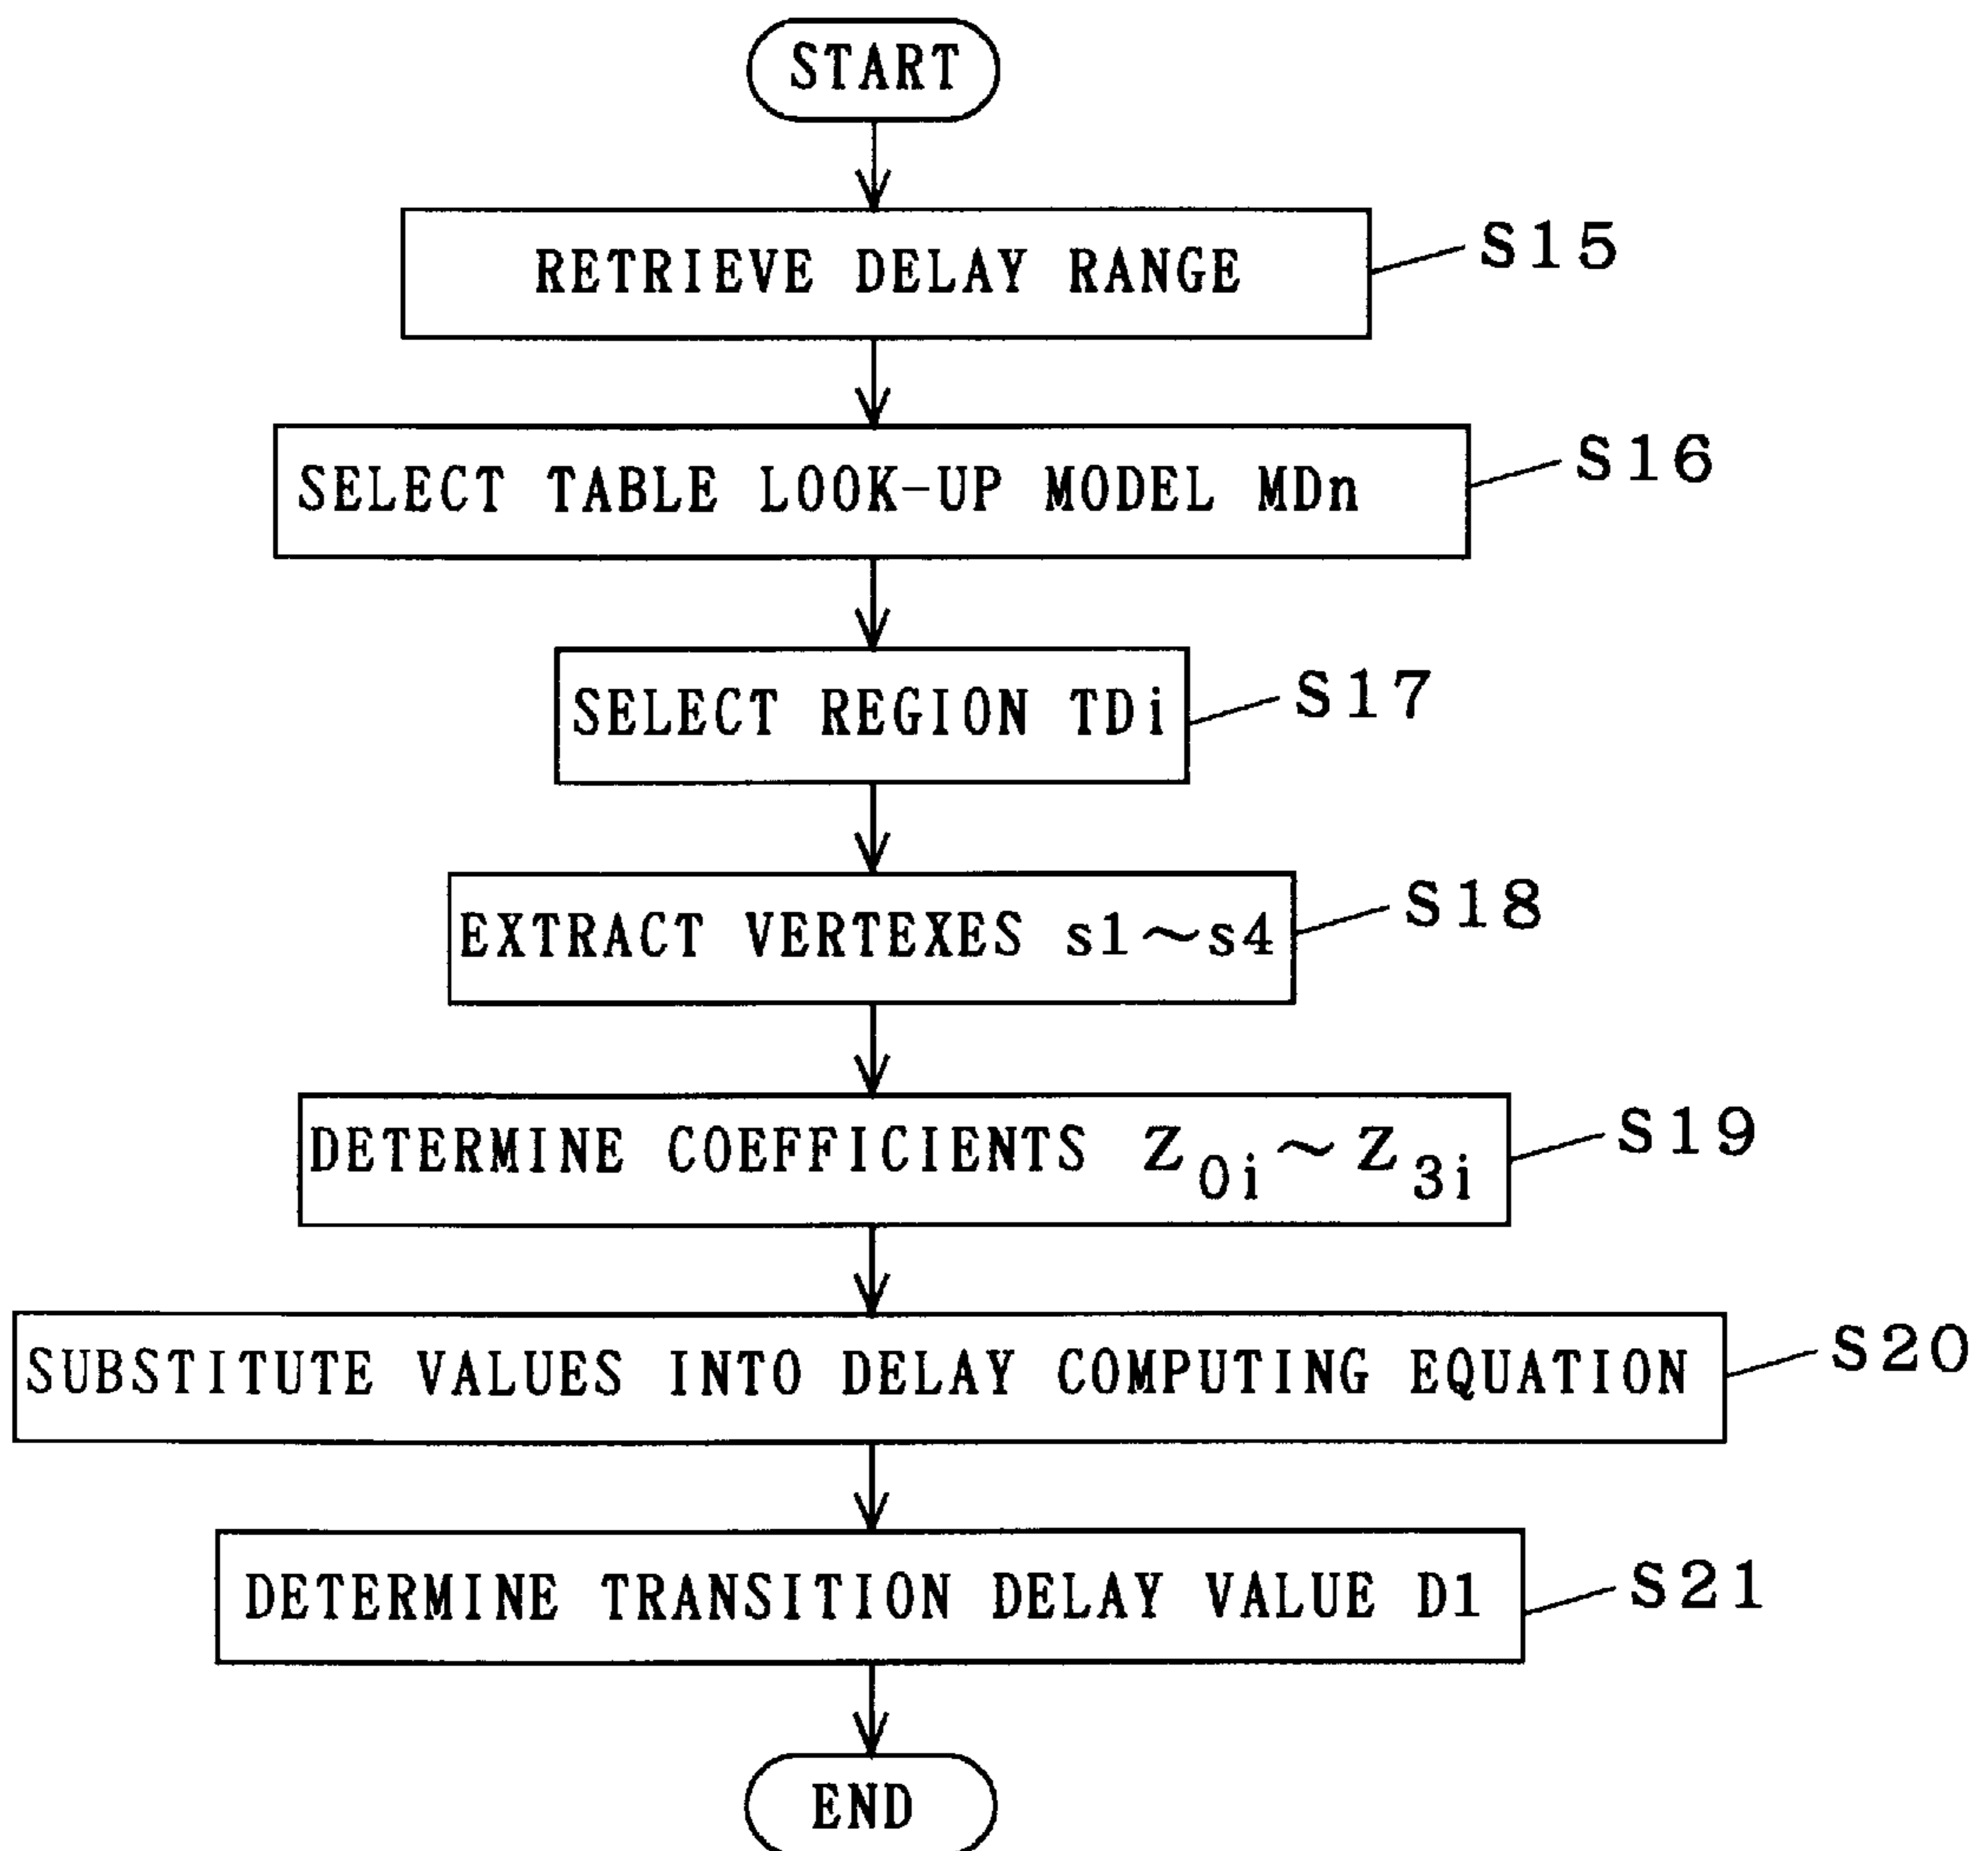 START
RETRIEVE DELAY RANGE
S15
SELECT TABLE LOOK-UP MODEL MDn
S16
SELECT REGION TDi
S17
EXTRACT VERTEXES s1~s4
S18
DETERMINE COEFFICIENTS Z0i~Z3i
S19
SUBSTITUTE VALUES INTO DELAY COMPUTING EQUATION
S20
DETERMINE TRANSITION DELAY VALUE D1
S21
END